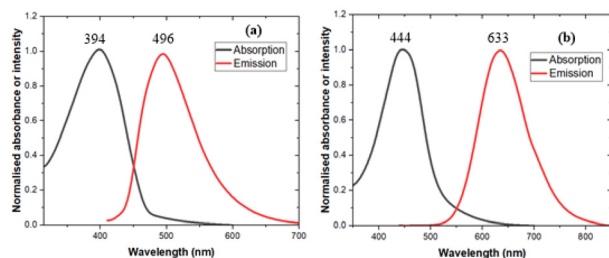 394
496
(a)
Absorption
Emission
Normalised absorbance or intensity
1.2
1.0
0.8
0.6
0.4
0.2
0.0
400
500
600
700
Wavelength (nm)
444
633
(b)
Absorption
Emission
Normalised absorbance or intensity
1.2
1.0
0.8
0.6
0.4
0.2
0.0
400
500
600
700
800
Wavelength (nm)